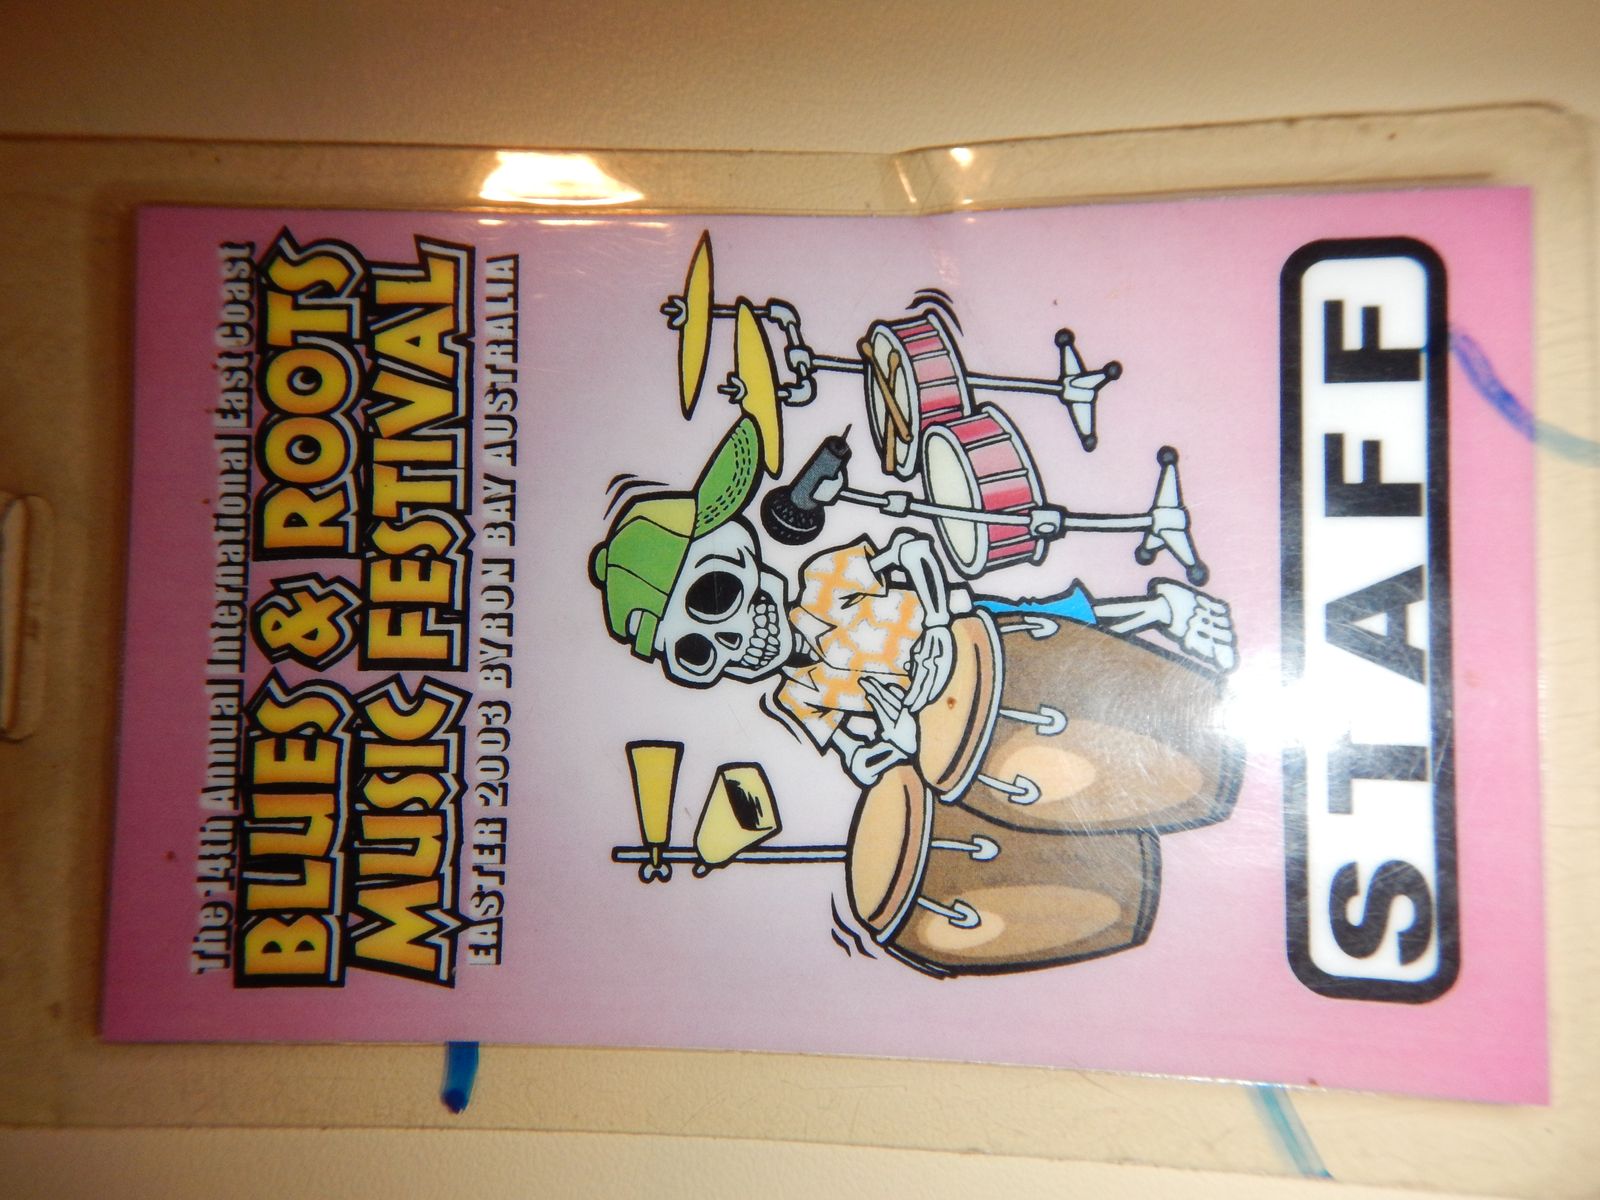 The 14th Annual International East Coast
BLUES & ROOTS
MUSIC FESTIVAL
EASTER 2003 BYRON BAY AUSTRALIA
STAFF